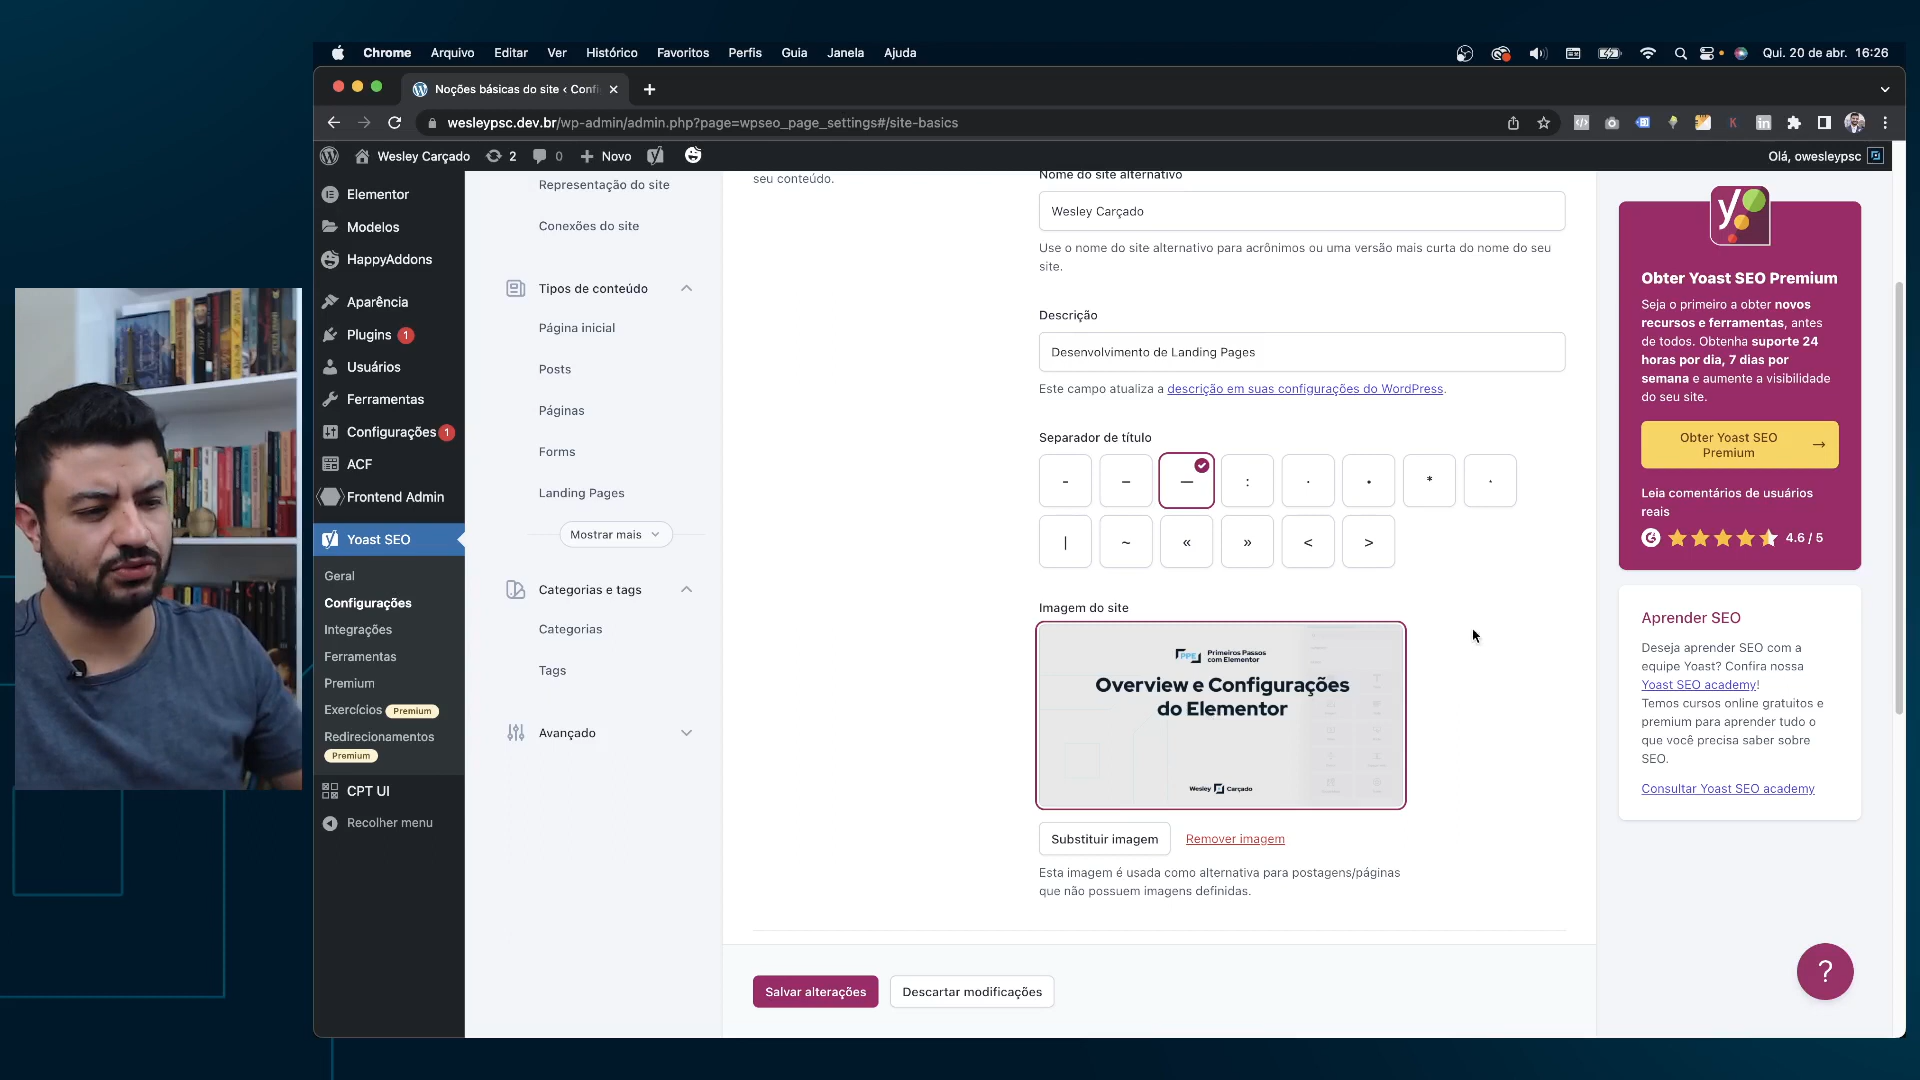 Chrome Arquivo Editar Ver Histórico Favoritos Perfis Guia Janela Ajuda
Qui. 20 de abr. 16:26
Noções básicas do site ‹ Confi
wesleypsc.dev.br/wp-admin/admin.php?page=wpseo_page_settings#/site-basics
Wesley Carçado 2 0 + Novo
Olá, owesleypsc
Elementor
Modelos
HappyAddons
Aparência
Plugins 1
Usuários
Ferramentas
Configurações 1
ACF
Frontend Admin
Yoast SEO
Geral
Configurações
Integrações
Ferramentas
Premium
Exercícios Premium
Redirecionamentos
Premium
CPT UI
Recolher menu
Representação do site
Conexões do site
Tipos de conteúdo
Página inicial
Posts
Páginas
Forms
Landing Pages
Mostrar mais
Categorias e tags
Categorias
Tags
Avançado
seu conteúdo.
Nome do site alternativo
Wesley Carçado
Use o nome do site alternativo para acrônimos ou uma versão mais curta do nome do seu
site.
Descrição
Desenvolvimento de Landing Pages
Este campo atualiza a descrição em suas configurações do WordPress.
Separador de título
- – — : · • * ⋆
| ~ « » < >
Imagem do site
PPE Primeiros Passos
com Elementor
Overview e Configurações
do Elementor
Wesley Carçado
Substituir imagem Remover imagem
Esta imagem é usada como alternativa para postagens/páginas
que não possuem imagens definidas.
Salvar alterações Descartar modificações
Obter Yoast SEO Premium
Seja o primeiro a obter novos
recursos e ferramentas, antes
de todos. Obtenha suporte 24
horas por dia, 7 dias por
semana e aumente a visibilidade
do seu site.
Obter Yoast SEO
Premium →
Leia comentários de usuários
reais
4.6 / 5
Aprender SEO
Deseja aprender SEO com a
equipe Yoast? Confira nossa
Yoast SEO academy!
Temos cursos online gratuitos e
premium para aprender tudo o
que você precisa saber sobre
SEO.
Consultar Yoast SEO academy
?